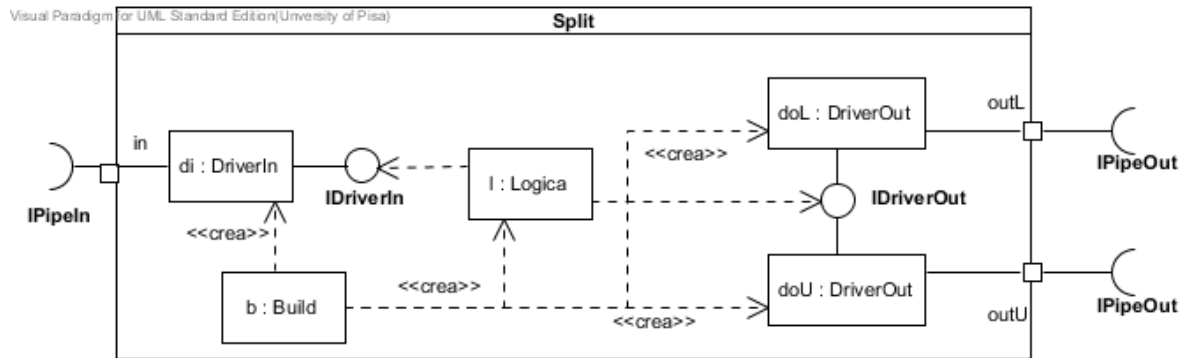 Visual Paradigm for UML Standard Edition(Unversity of Pisa)
Split
in
di : DriverIn
IPipeIn
IDriverIn
l : Logica
doL : DriverOut
outL
IPipeOut
<<crea>>
IDriverOut
<<crea>>
b : Build
<<crea>>
doU : DriverOut
<<crea>>
outU
IPipeOut